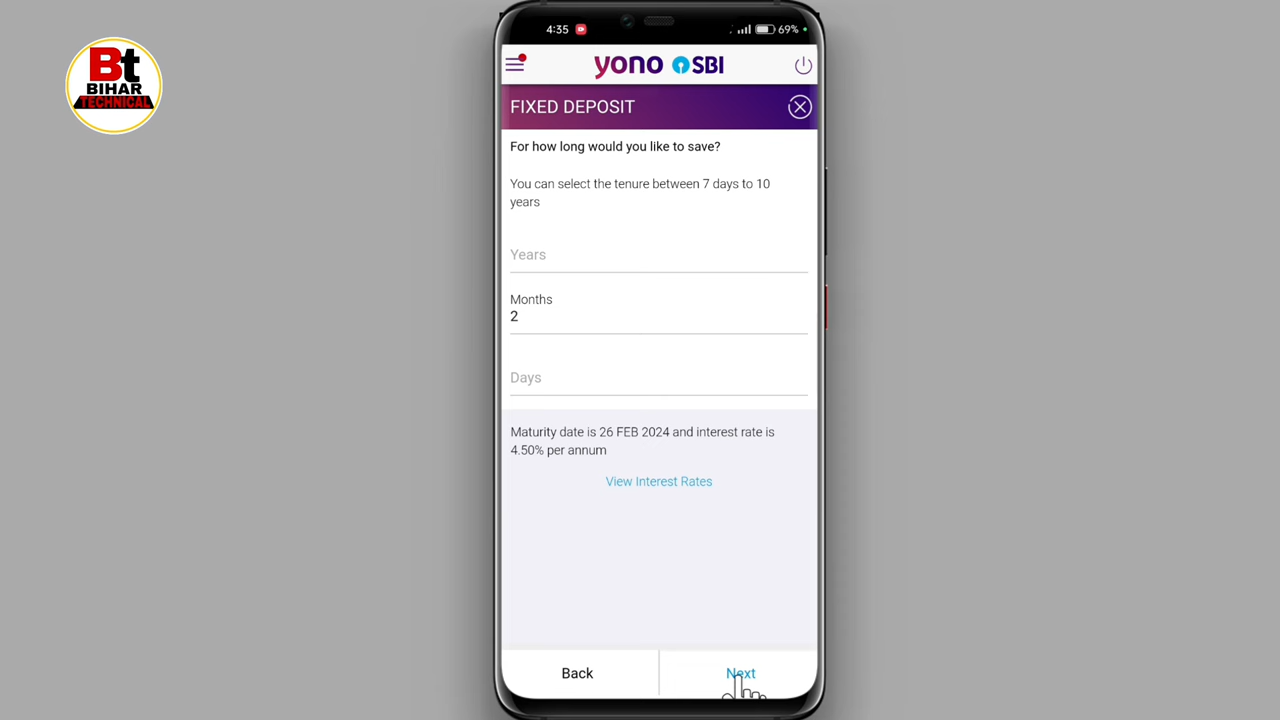 Bt
BIHAR
TECHNICAL
4:35
69%
yono SBI
FIXED DEPOSIT
For how long would you like to save?
You can select the tenure between 7 days to 10
years
Years
Months
2
Days
Maturity date is 26 FEB 2024 and interest rate is
4.50% per annum
View Interest Rates
Back
Next